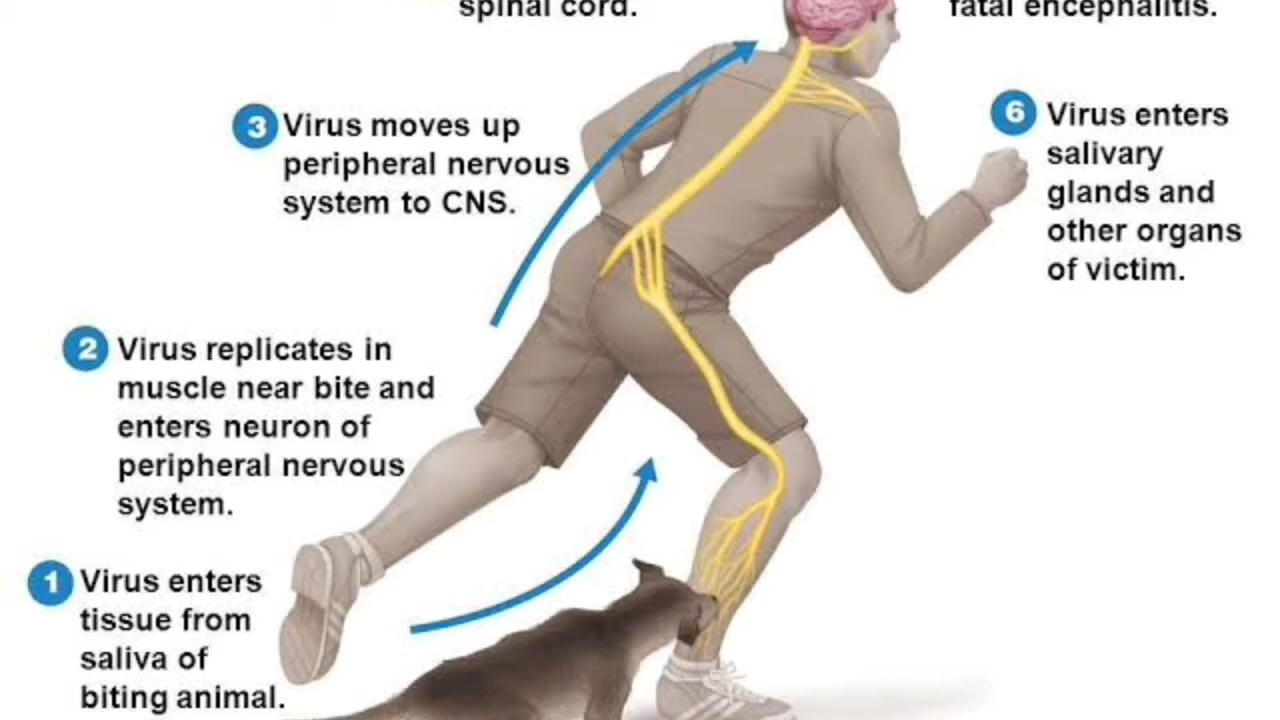 spinal cord.
fatal encephalitis.
3 Virus moves up
peripheral nervous
system to CNS.
6 Virus enters
salivary
glands and
other organs
of victim.
2 Virus replicates in
muscle near bite and
enters neuron of
peripheral nervous
system.
1 Virus enters
tissue from
saliva of
biting animal.